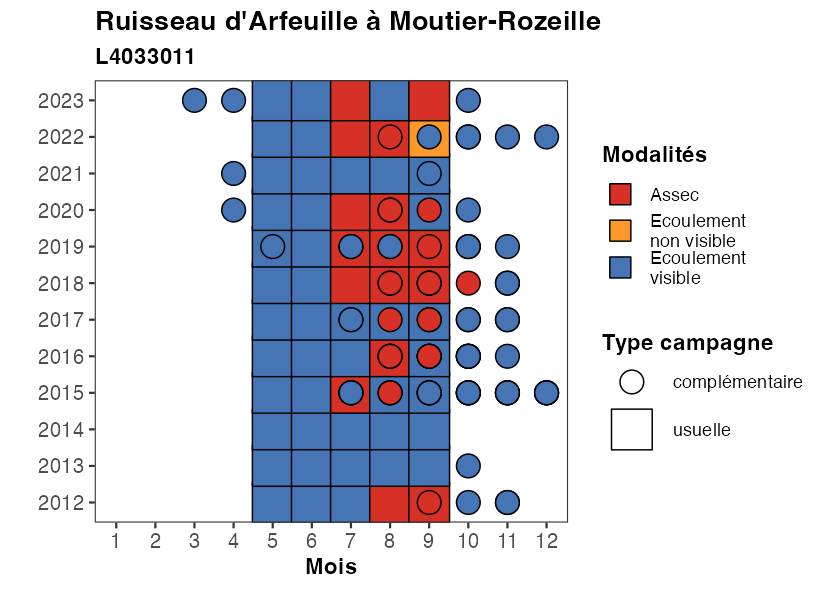 Ruisseau d'Arfeuille à Moutier-Rozeille
L4033011
2023
2022
2021
2020
2019
2018
2017
2016
2015
2014
2013
2012
1 2 3 4 5 6 7 8 9 10 11 12
Mois
Modalités
Assec
Ecoulement
non visible
Ecoulement
visible
Type campagne
complémentaire
usuelle